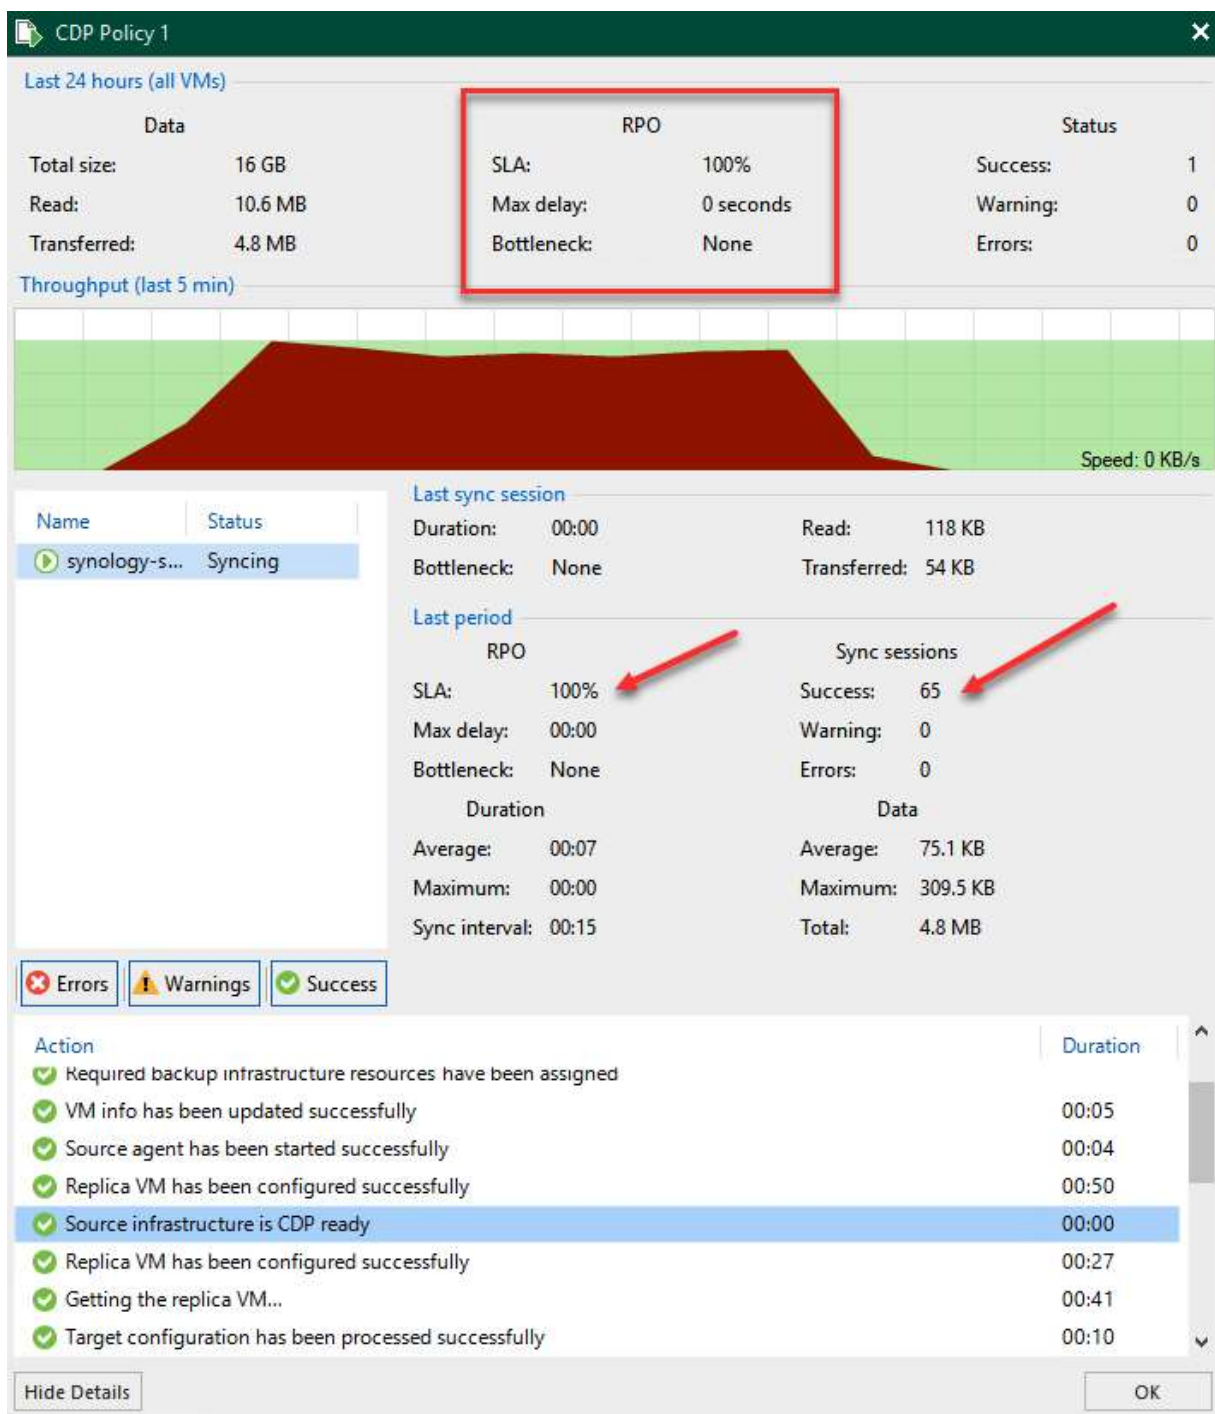 CDP Policy 1
Last 24 hours (all VMs)
Data RPO Status
Total size: 16 GB SLA: 100% Success: 1
Read: 10.6 MB Max delay: 0 seconds Warning: 0
Transferred: 4.8 MB Bottleneck: None Errors: 0
Throughput (last 5 min)
Speed: 0 KB/s
Name Status
synology-s... Syncing
Last sync session
Duration: 00:00 Read: 118 KB
Bottleneck: None Transferred: 54 KB
Last period
RPO Sync sessions
SLA: 100% Success: 65
Max delay: 00:00 Warning: 0
Bottleneck: None Errors: 0
Duration Data
Average: 00:07 Average: 75.1 KB
Maximum: 00:00 Maximum: 309.5 KB
Sync interval: 00:15 Total: 4.8 MB
Errors Warnings Success
Action Duration
Required backup infrastructure resources have been assigned
VM info has been updated successfully 00:05
Source agent has been started successfully 00:04
Replica VM has been configured successfully 00:50
Source infrastructure is CDP ready 00:00
Replica VM has been configured successfully 00:27
Getting the replica VM... 00:41
Target configuration has been processed successfully 00:10
Hide Details OK